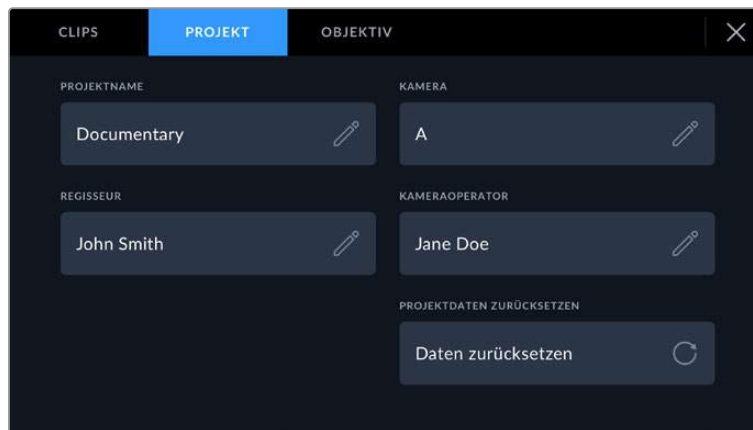 CLIPS PROJEKT OBJEKTIV
PROJEKTNAME
Documentary
KAMERA
A
REGISSEUR
John Smith
KAMERAOPERATOR
Jane Doe
PROJEKTDATEN ZURÜCKSETZEN
Daten zurücksetzen